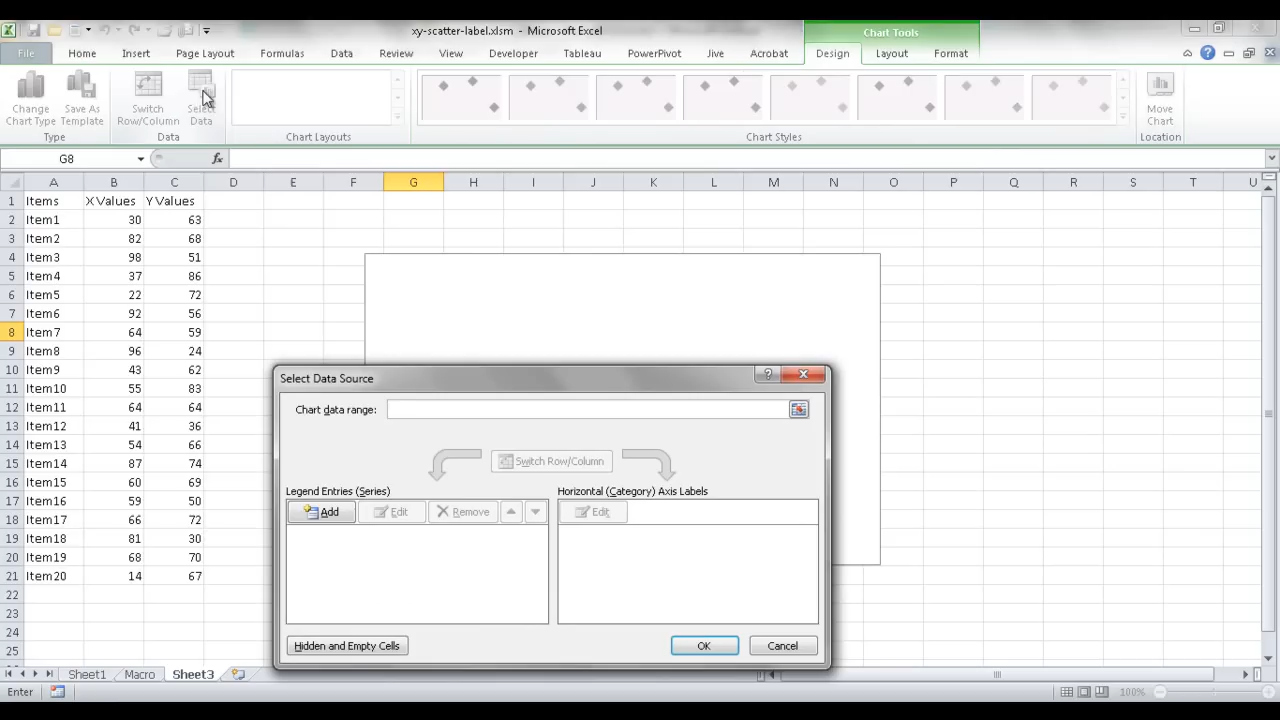 xy-scatter-label.xlsm - Microsoft Excel
Chart Tools
File Home Insert Page Layout Formulas Data Review View Developer Tableau PowerPivot Jive Acrobat Design Layout Format
Change Chart Type
Save As Template
Switch Row/Column
Select Data
Move Chart
Type Data Chart Layouts Chart Styles Location
G8 fx
A B C D E F G H I J K L M N O P Q R S T U
1 Items X Values Y Values
2 Item1 30 63
3 Item2 82 68
4 Item3 98 51
5 Item4 37 86
6 Item5 22 72
7 Item6 92 56
8 Item7 64 59
9 Item8 96 24
10 Item9 43 62
11 Item10 55 83
12 Item11 64 64
13 Item12 41 36
14 Item13 54 66
15 Item14 87 74
16 Item15 60 69
17 Item16 59 50
18 Item17 66 72
19 Item18 81 30
20 Item19 68 70
21 Item20 14 67
22
23
24
25
Select Data Source
Chart data range:
Switch Row/Column
Legend Entries (Series) Horizontal (Category) Axis Labels
Add Edit Remove Edit
Hidden and Empty Cells OK Cancel
Sheet1 Macro Sheet3
Enter 100%